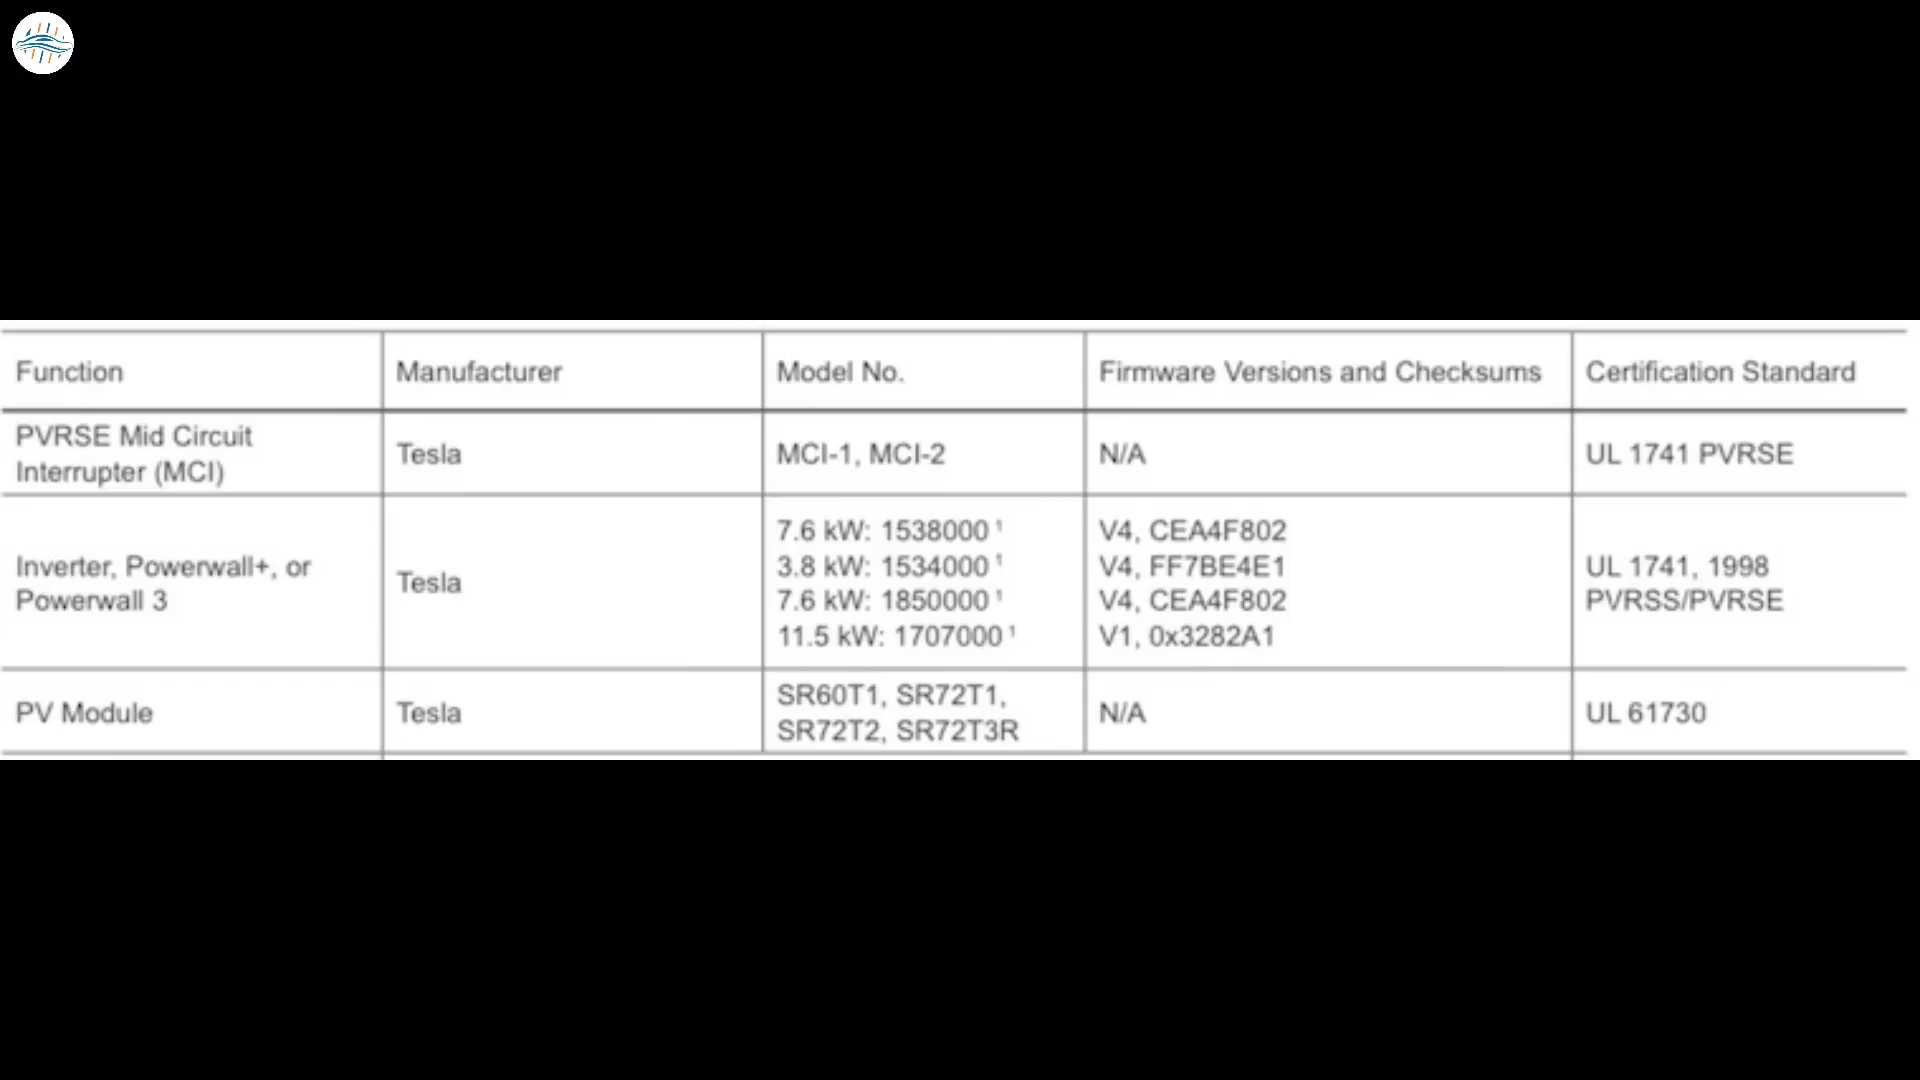 Function Manufacturer Model No. Firmware Versions and Checksums Certification Standard
PVRSE Mid Circuit
Interrupter (MCI)
Tesla
MCI-1, MCI-2
N/A
UL 1741 PVRSE
Inverter, Powerwall+, or
Powerwall 3
Tesla
7.6 kW: 1538000 ¹
3.8 kW: 1534000 ¹
7.6 kW: 1850000 ¹
11.5 kW: 1707000 ¹
V4, CEA4F802
V4, FF7BE4E1
V4, CEA4F802
V1, 0x3282A1
UL 1741, 1998
PVRSS/PVRSE
PV Module
Tesla
SR60T1, SR72T1,
SR72T2, SR72T3R
N/A
UL 61730